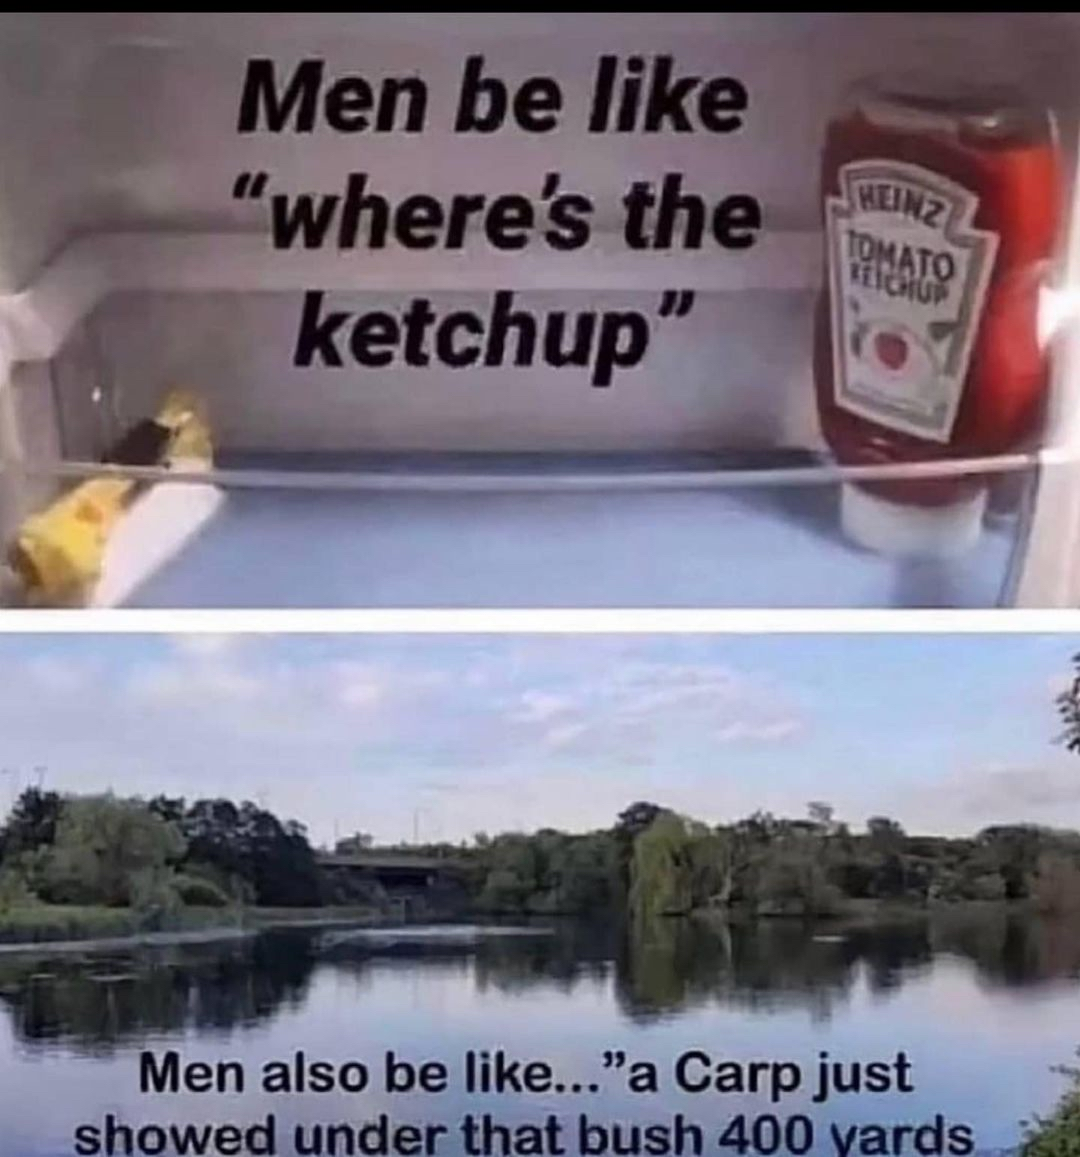 Men be like
“where's the
ketchup”
HEINZ
TOMATO
KETCHUP
Men also be like...”a Carp just
showed under that bush 400 yards